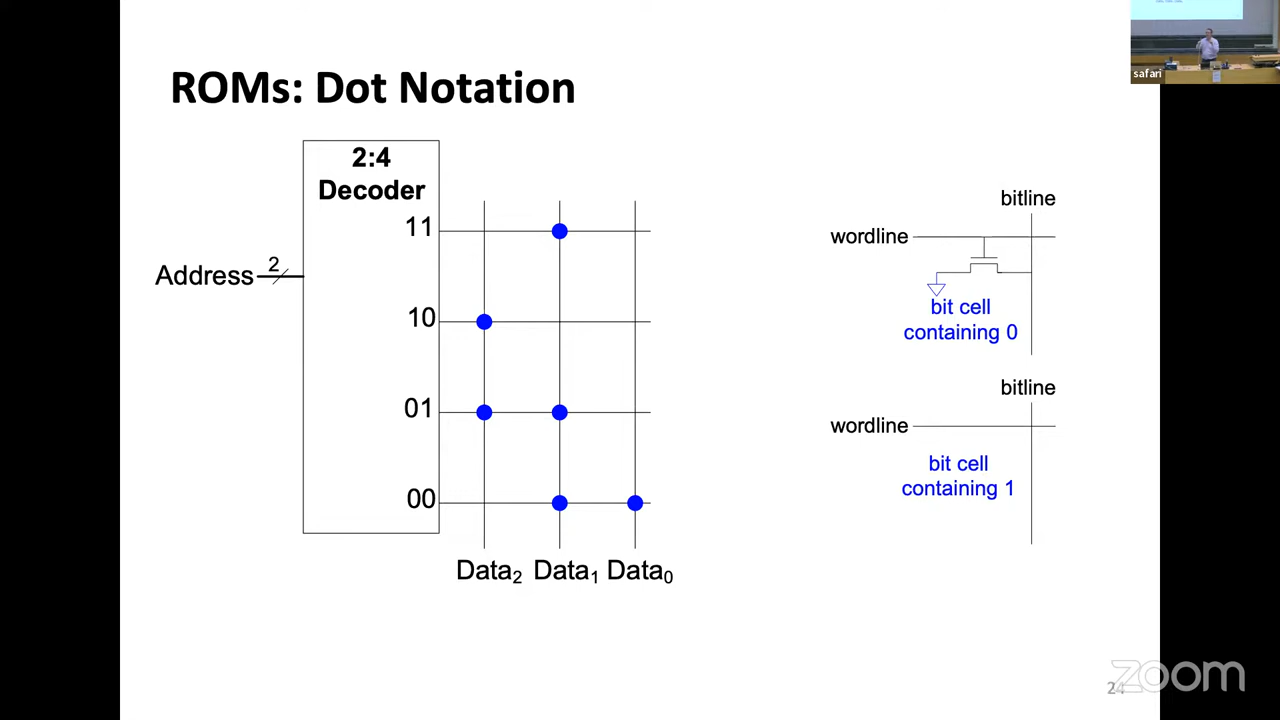 safari
ROMs: Dot Notation
2:4
Decoder
11
10
01
00
Address
2
Data2 Data1 Data0
bitline
wordline
bit cell
containing 0
bitline
wordline
bit cell
containing 1
24
zoom